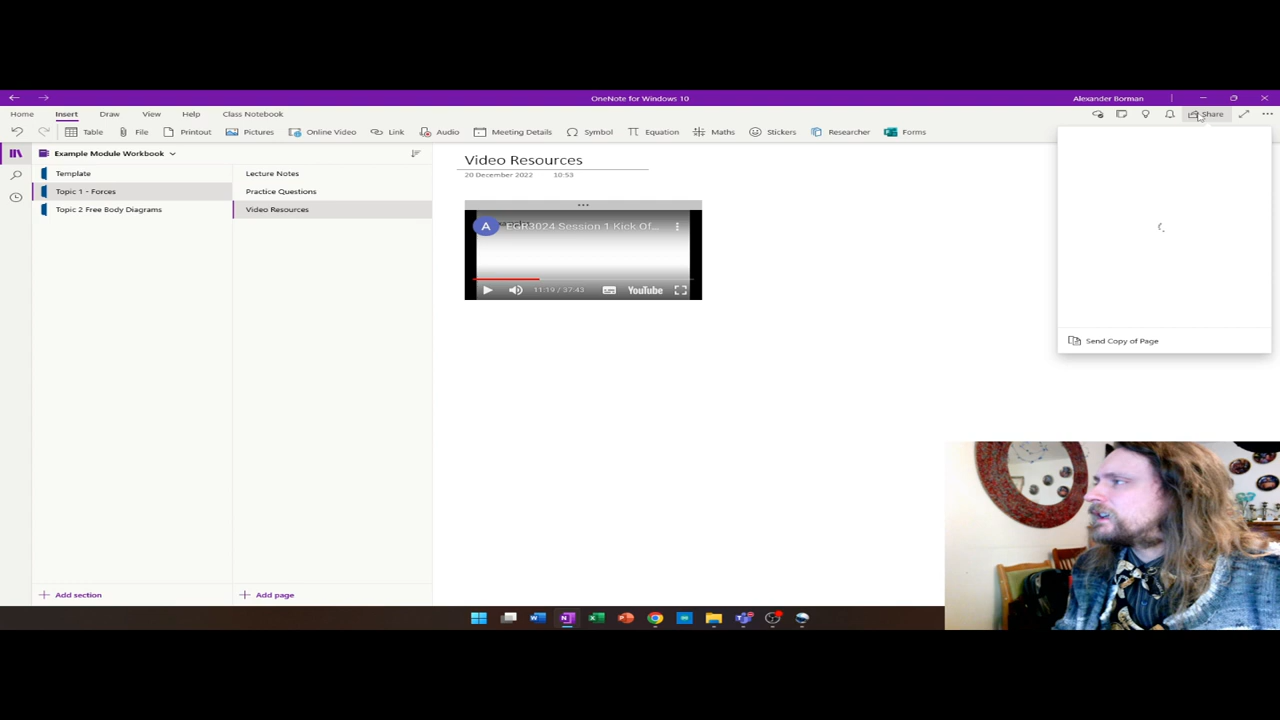 OneNote for Windows 10
Alexander Borman
Home Insert Draw View Help Class Notebook
Share
Table File Printout Pictures Online Video Link Audio Meeting Details Symbol Equation Maths Stickers Researcher Forms
Example Module Workbook
Template
Topic 1 - Forces
Topic 2 Free Body Diagrams
Lecture Notes
Practice Questions
Video Resources
Video Resources
20 December 2022 10:53
A EGR3024 Session 1 Kick Of...
11:19 / 37:43 YouTube
Send Copy of Page
Add section
Add page